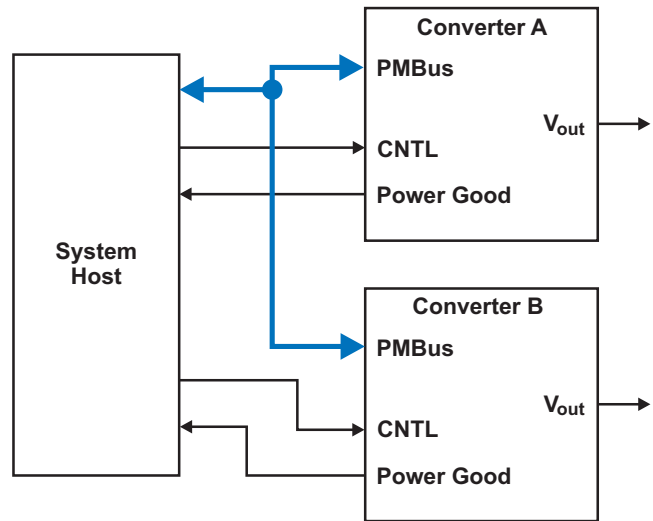 Converter A
PMBus
Vout
CNTL
Power Good
System
Host
Converter B
PMBus
Vout
CNTL
Power Good